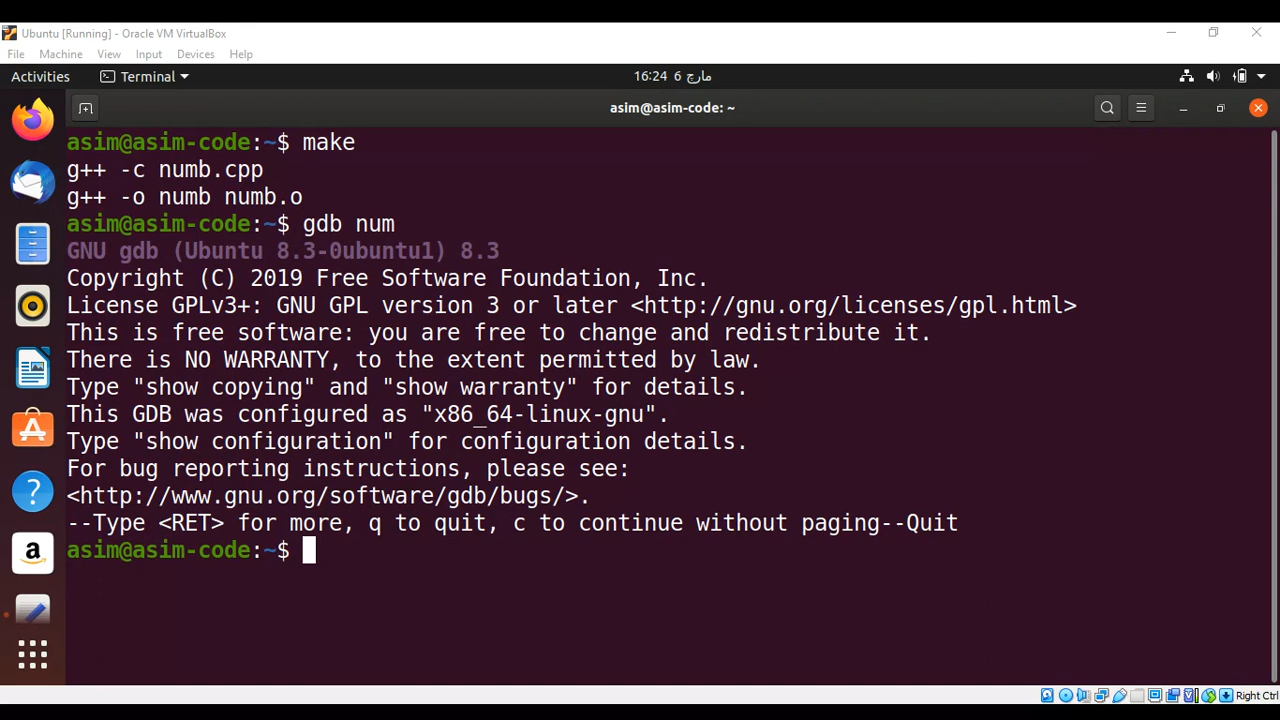 Ubuntu [Running] - Oracle VM VirtualBox
File Machine View Input Devices Help
Activities Terminal 16:24 6 مارچ
asim@asim-code: ~
asim@asim-code:~$ make
g++ -c numb.cpp
g++ -o numb numb.o
asim@asim-code:~$ gdb num
GNU gdb (Ubuntu 8.3-0ubuntu1) 8.3
Copyright (C) 2019 Free Software Foundation, Inc.
License GPLv3+: GNU GPL version 3 or later <http://gnu.org/licenses/gpl.html>
This is free software: you are free to change and redistribute it.
There is NO WARRANTY, to the extent permitted by law.
Type "show copying" and "show warranty" for details.
This GDB was configured as "x86_64-linux-gnu".
Type "show configuration" for configuration details.
For bug reporting instructions, please see:
<http://www.gnu.org/software/gdb/bugs/>.
--Type <RET> for more, q to quit, c to continue without paging--Quit
asim@asim-code:~$
Right Ctrl